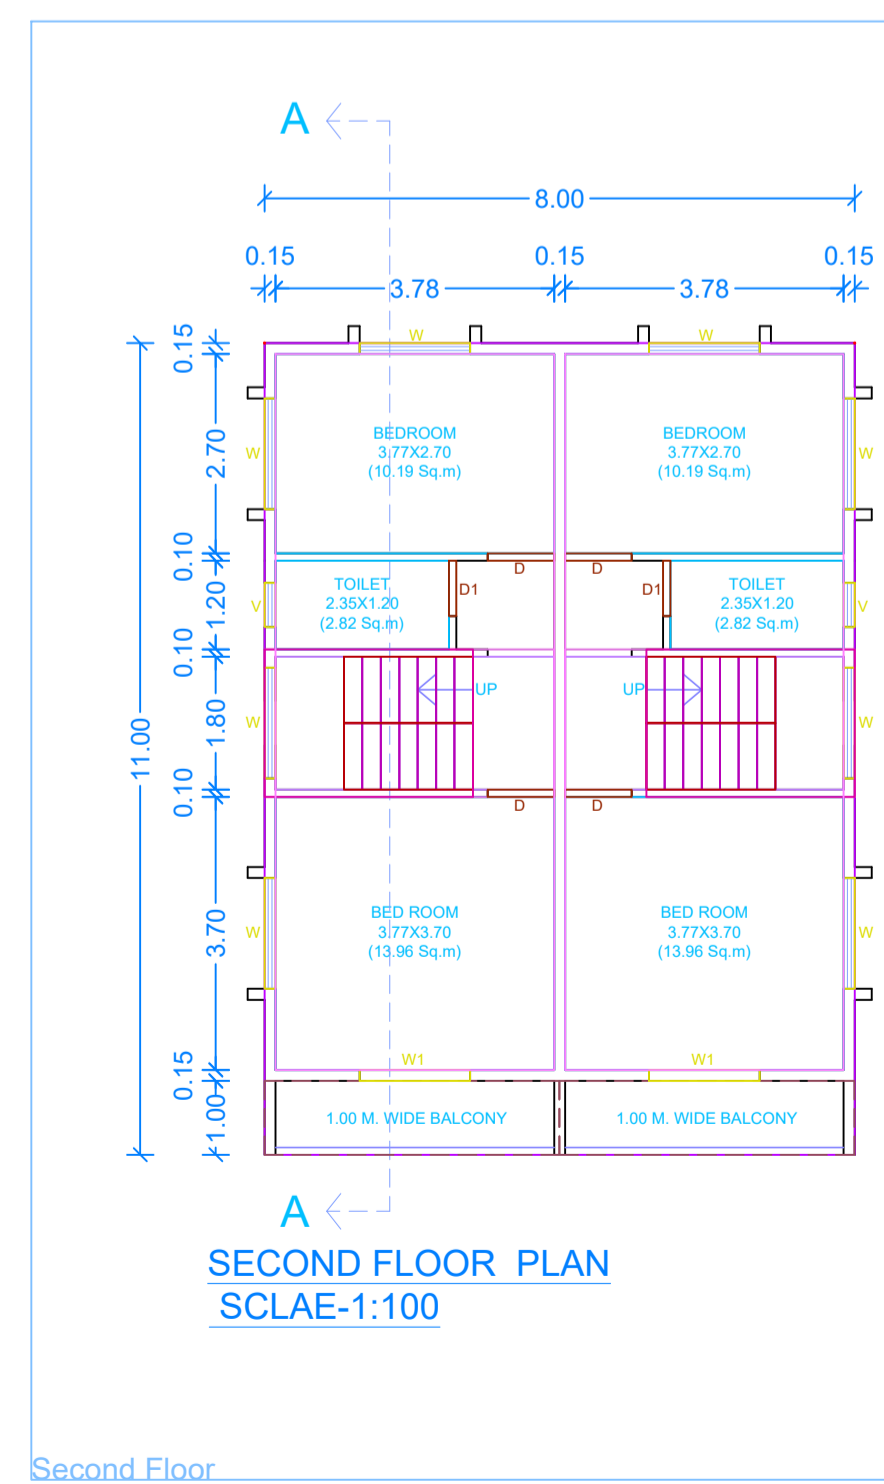 A
8.00
0.15
0.15
0.15
3.78
3.78
0.15
W
W
2.70
BEDROOM
3.77X2.70
(10.19 Sq.m)
BEDROOM
3.77X2.70
(10.19 Sq.m)
W
W
0.10
D
D
TOILET
2.35X1.20
(2.82 Sq.m)
D1
D1
TOILET
2.35X1.20
(2.82 Sq.m)
1.20
V
V
0.10
UP
UP
11.00
1.80
W
W
0.10
D
D
3.70
BED ROOM
3.77X3.70
(13.96 Sq.m)
BED ROOM
3.77X3.70
(13.96 Sq.m)
W
W
0.15
W1
W1
1.00
1.00 M. WIDE BALCONY
1.00 M. WIDE BALCONY
A
SECOND FLOOR PLAN
SCLAE-1:100
Second Floor